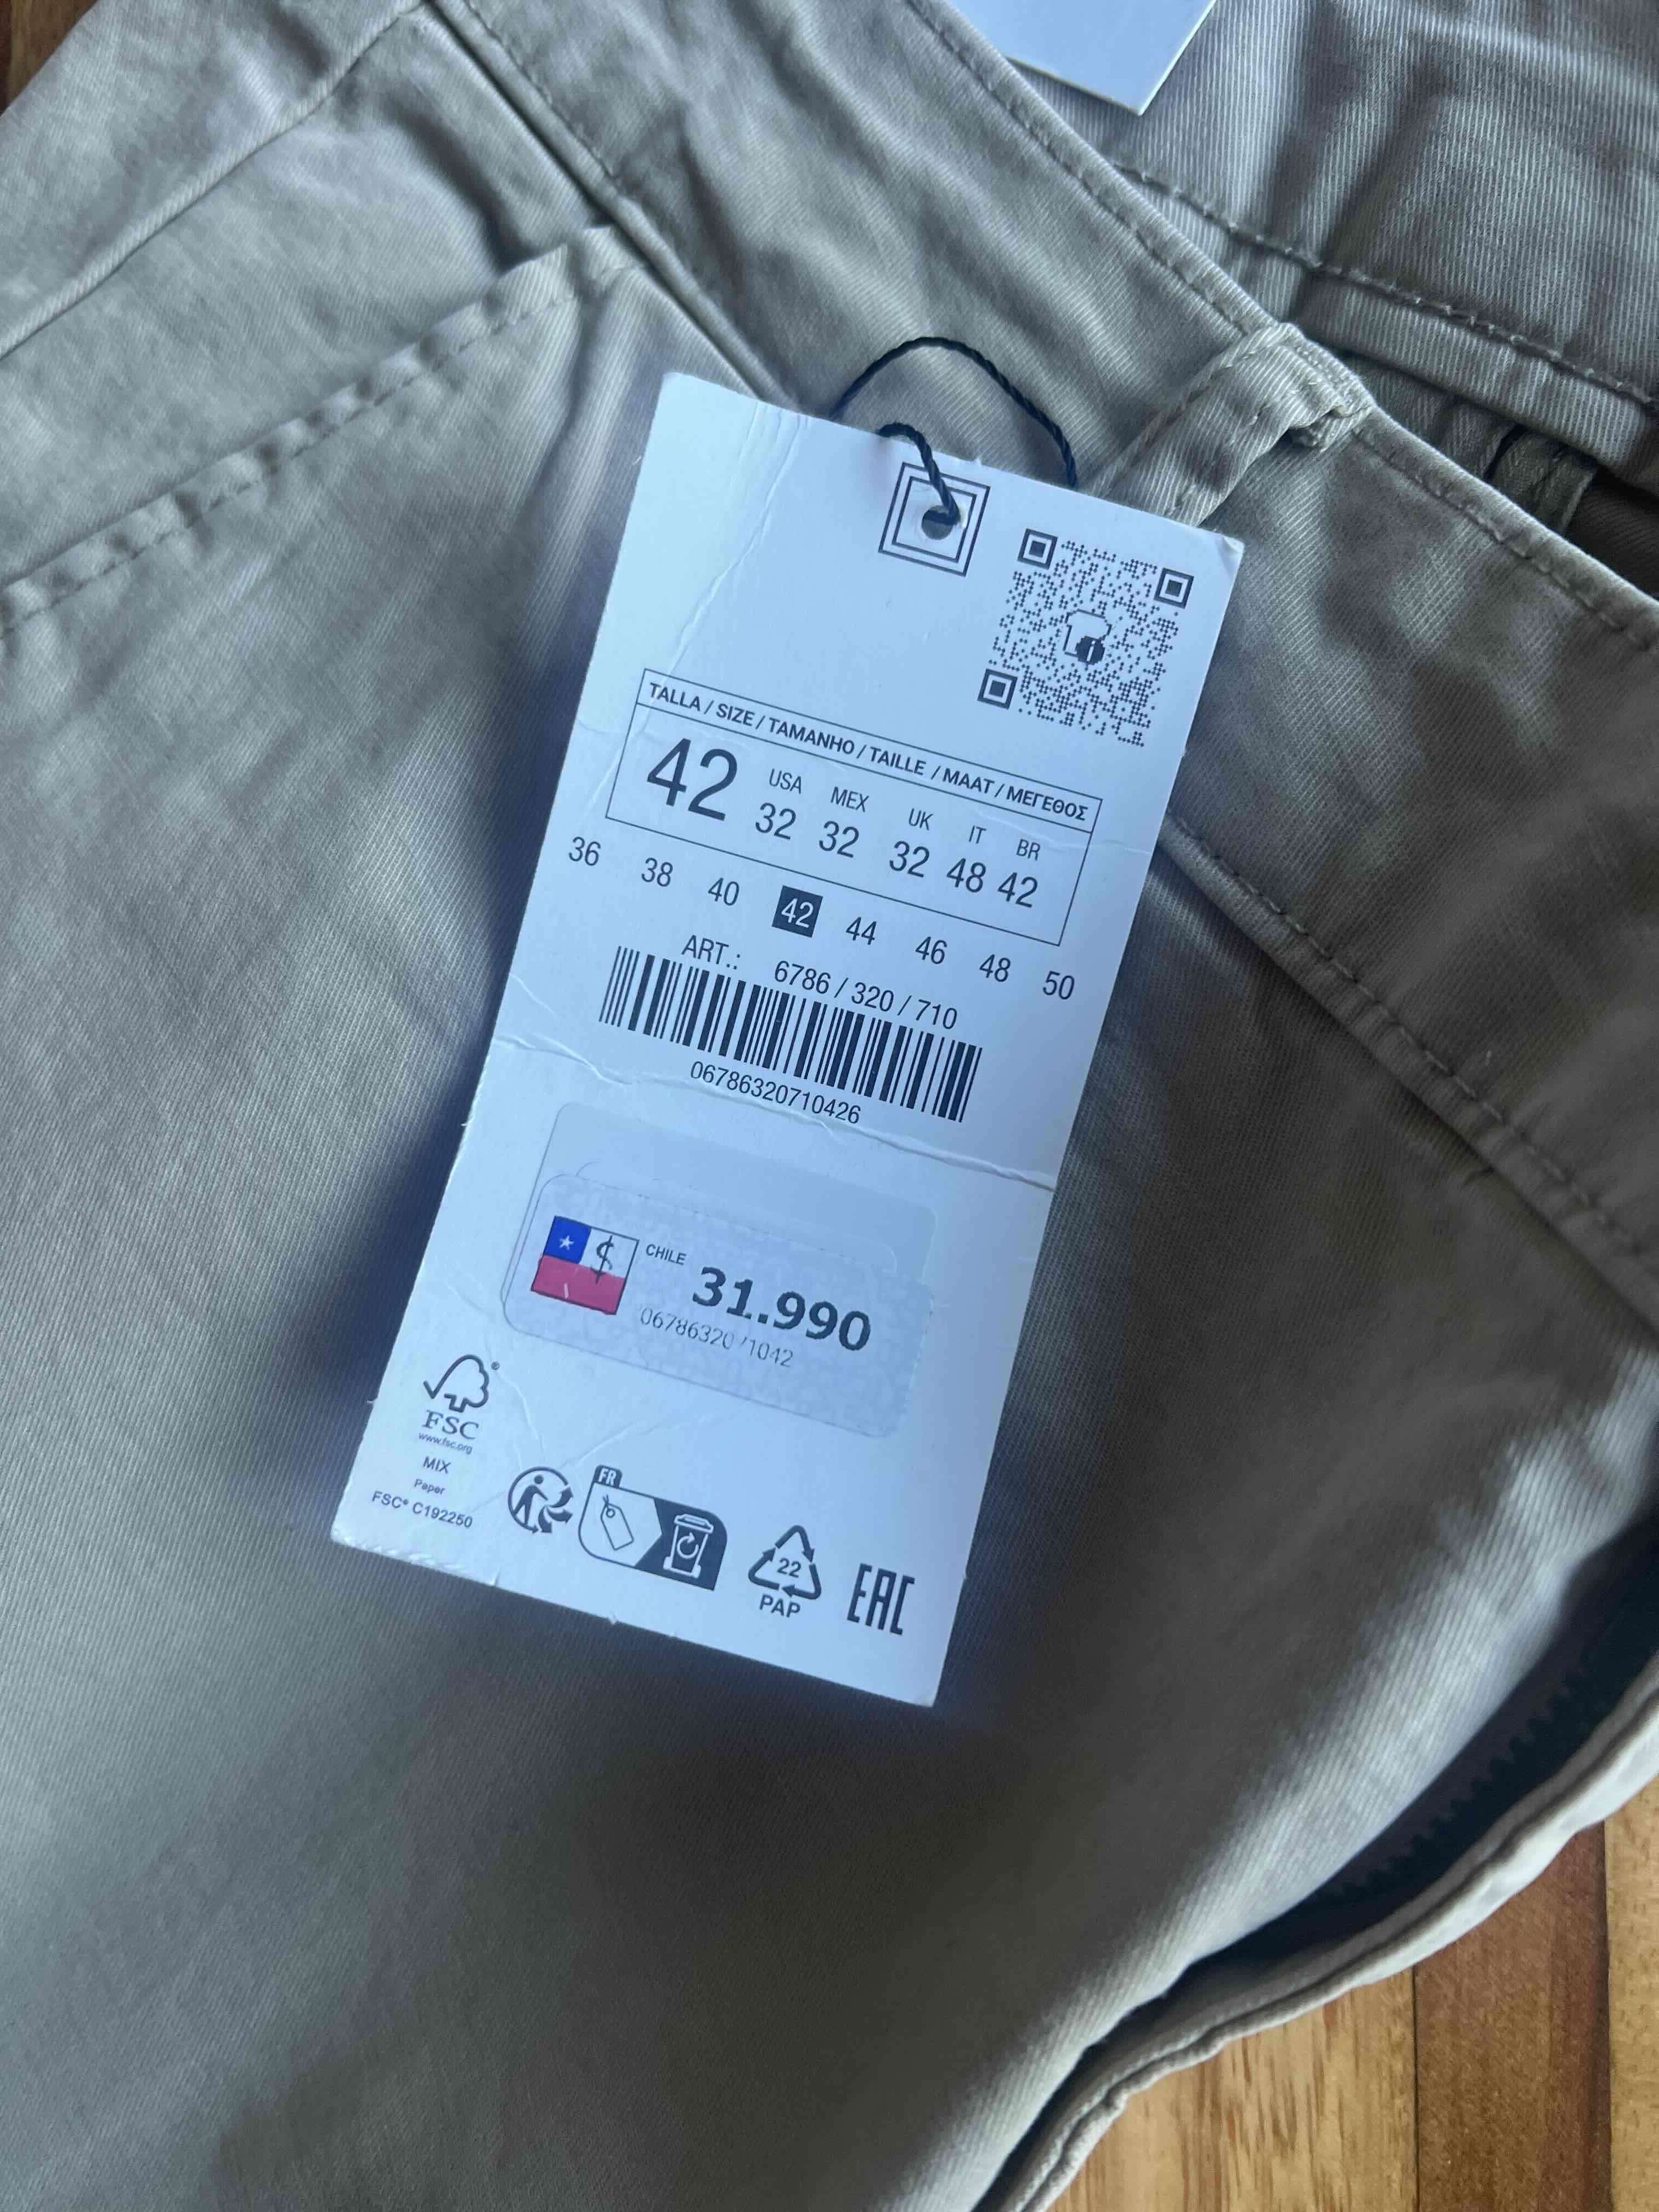 TALLA / SIZE / TAMANHO / TAILLE / MAAT / ΜΕΓΕΘΟΣ
42 USA 32 MEX 32 UK 32 IT 48 BR 42
36 38 40 42 44 46 48 50
ART.: 6786 / 320 / 710
06786320710426
$ CHILE 31.990
06786320/1042
FSC®
www.fsc.org
MIX
Paper
FSC® C192250
FR
22
PAP
EAC